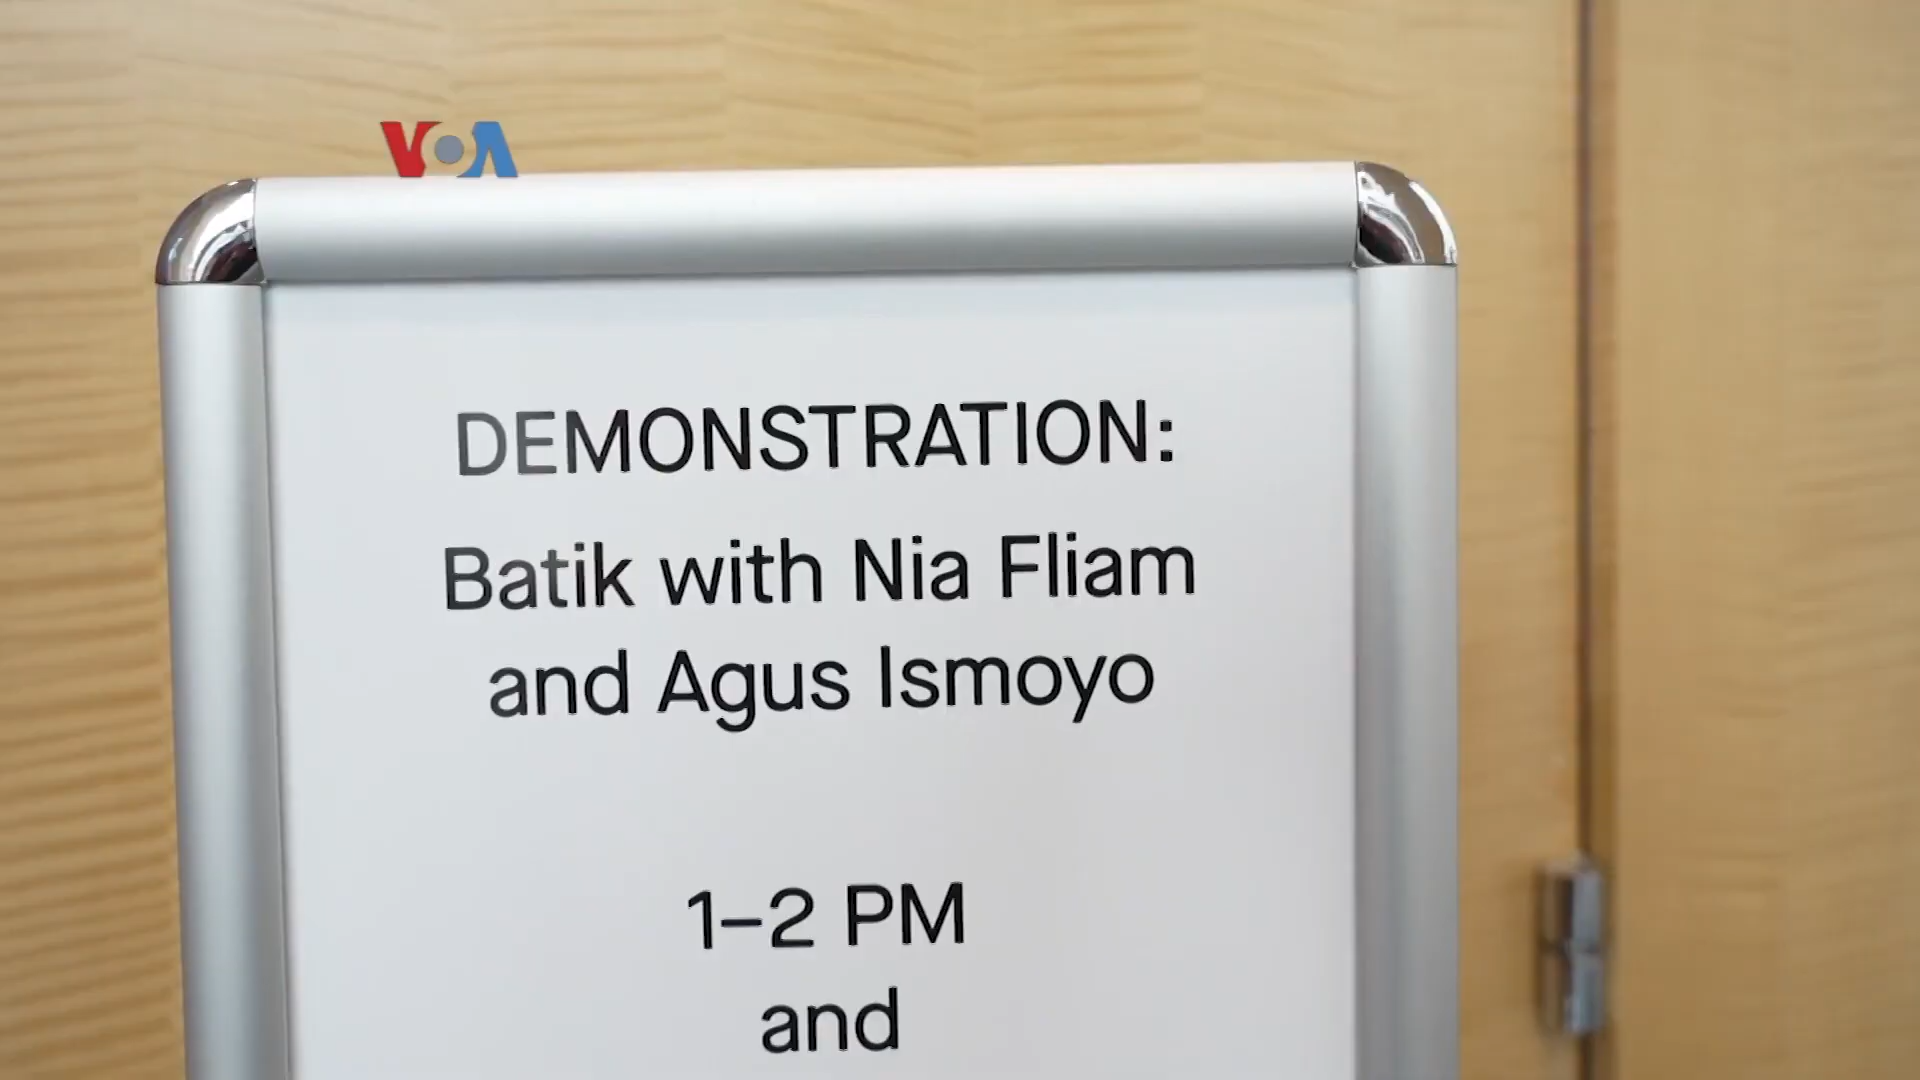 VOA
DEMONSTRATION:
Batik with Nia Fliam
and Agus Ismoyo
1–2 PM
and